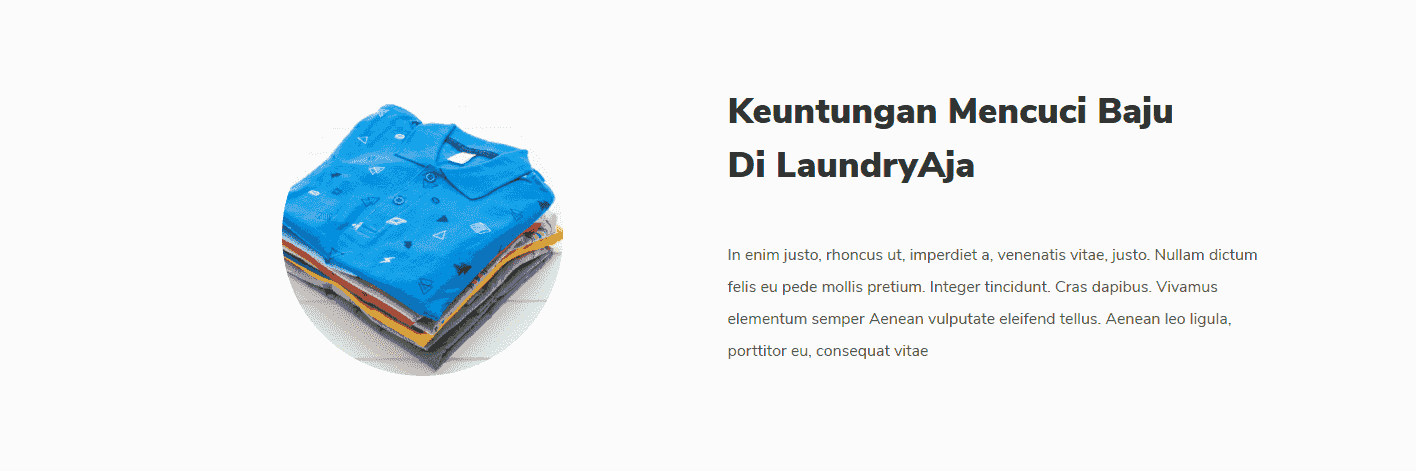 Keuntungan Mencuci Baju
Di LaundryAja
In enim justo, rhoncus ut, imperdiet a, venenatis vitae, justo. Nullam dictum
felis eu pede mollis pretium. Integer tincidunt. Cras dapibus. Vivamus
elementum semper Aenean vulputate eleifend tellus. Aenean leo ligula,
porttitor eu, consequat vitae